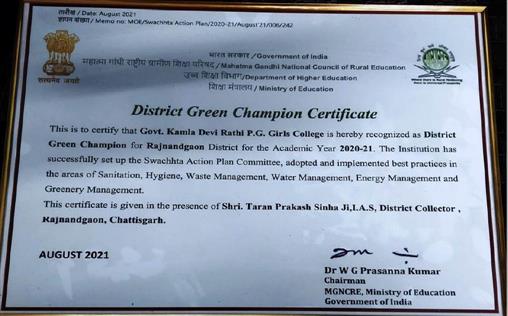 तारीख / Date: August 2021
ज्ञापन संख्या / Memo no: MOE/Swachhta Action Plan/2020-21/August'21/006/242
भारत सरकार /Government of India
महात्मा गाँधी राष्ट्रीय ग्रामीण शिक्षा परिषद / Mahatma Gandhi National Council of Rural Education
उच्च शिक्षा विभाग/Department of Higher Education
शिक्षा मंत्रालय / Ministry of Education
सत्यमेव जयते
District Green Champion Certificate
This is to certify that Govt. Kamla Devi Rathi P.G. Girls College is hereby recognized as District
Green Champion for Rajnandgaon District for the Academic Year 2020-21. The Institution has
successfully set up the Swachhta Action Plan Committee, adopted and implemented best practices in
the areas of Sanitation, Hygiene, Waste Management, Water Management, Energy Management and
Greenery Management.
This certificate is given in the presence of Shri. Taran Prakash Sinha Ji,I.A.S, District Collector ,
Rajnandgaon, Chattisgarh.
AUGUST 2021
Dr W G Prasanna Kumar
Chairman
MGNCRE, Ministry of Education
Government of India